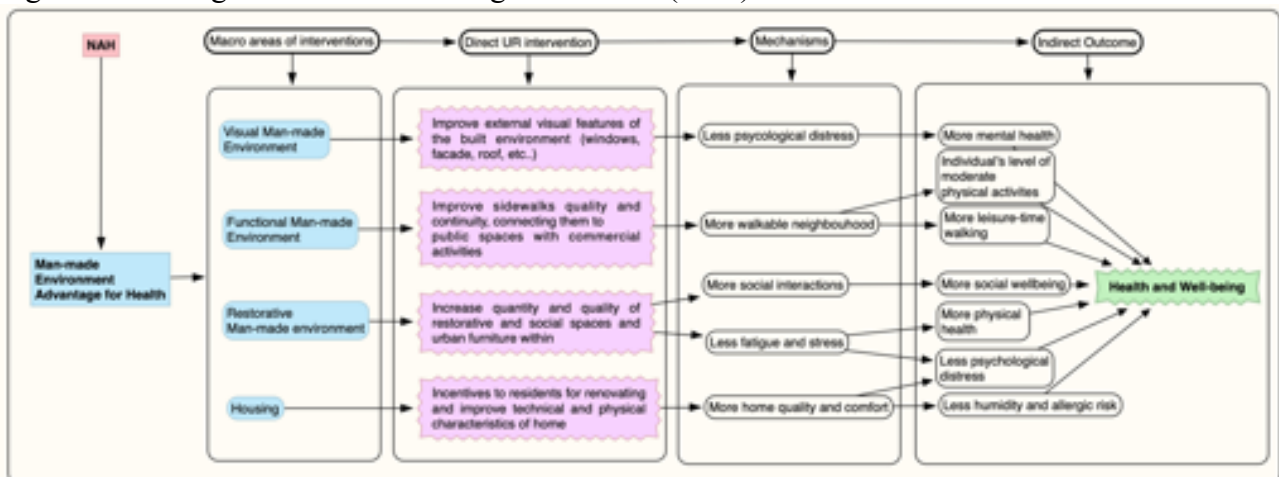 NAH
Macro areas of interventions
Direct UR intervention
Mechanisms
Indirect Outcome
Man-made
Environment
Advantage for Health
Visual Man-made
Environment
Improve external visual features of
the built environment (windows,
facade, roof, etc..)
Less psycological distress
More mental health
Individual's level of
moderate
physical activites
Functional Man-made
Environment
Improve sidewalks quality and
continuity, connecting them to
public spaces with commercial
activities
More walkable neighbouhood
More leisure-time
walking
Restorative
Man-made environment
Increase quantity and quality of
restorative and social spaces and
urban furniture within
More social interactions
More social wellbeing
Less fatigue and stress
More physical
health
Less psychological
distress
Housing
Incentives to residents for renovating
and improve technical and physical
characteristics of home
More home quality and comfort
Less humidity and allergic risk
Health and Well-being